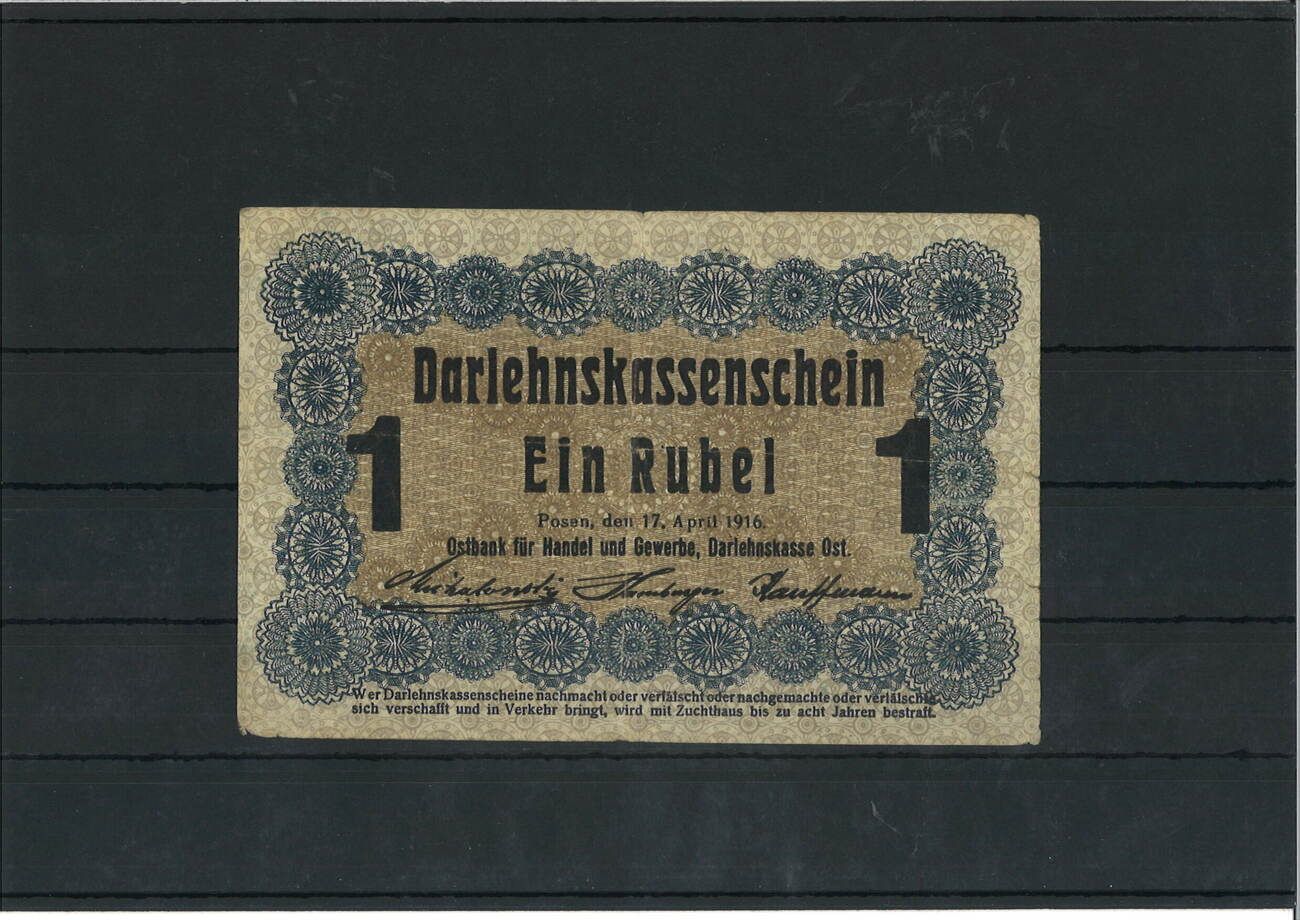 Darlehnskassenschein
1 Ein Rubel 1
Posen, den 17. April 1916.
Ostbank für Handel und Gewerbe, Darlehnskasse Ost.
Kauffmann
Wer Darlehnskassenscheine nachmacht oder verfälscht oder nachgemachte oder verfälschte
sich verschafft und in Verkehr bringt, wird mit Zuchthaus bis zu acht Jahren bestraft.